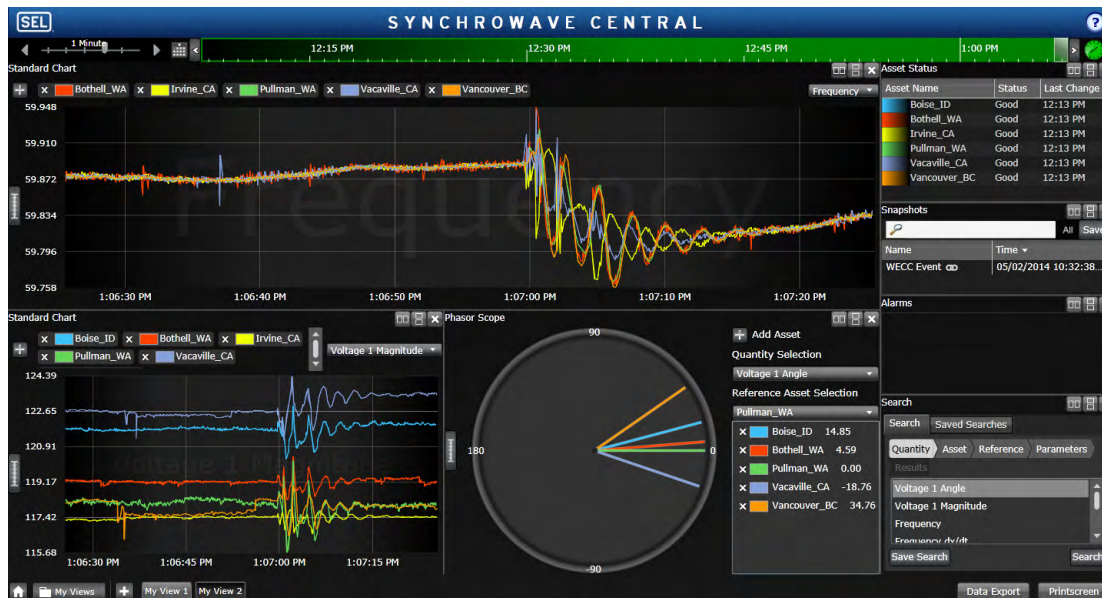 SEL
SYNCHROWAVE CENTRAL
?
1 Minute
12:15 PM 12:30 PM 12:45 PM 1:00 PM
Standard Chart
x Bothell_WA x Irvine_CA x Pullman_WA x Vacaville_CA x Vancouver_BC
Frequency
59.948
59.910
59.872
59.834
59.796
59.758
Frequency
1:06:30 PM 1:06:40 PM 1:06:50 PM 1:07:00 PM 1:07:10 PM 1:07:20 PM
Asset Status
Asset Name Status Last Change
Boise_ID Good 12:13 PM
Bothell_WA Good 12:13 PM
Irvine_CA Good 12:13 PM
Pullman_WA Good 12:13 PM
Vacaville_CA Good 12:13 PM
Vancouver_BC Good 12:13 PM
Snapshots
All Save
Name Time
WECC Event 05/02/2014 10:32:38...
Alarms
Standard Chart
x Boise_ID x Bothell_WA x Irvine_CA
x Pullman_WA x Vacaville_CA
Voltage 1 Magnitude
124.39
122.65
120.91
119.17
117.42
115.68
Voltage 1 Magnitude
1:06:30 PM 1:06:45 PM 1:07:00 PM 1:07:15 PM
Phasor Scope
90
180
0
-90
Add Asset
Quantity Selection
Voltage 1 Angle
Reference Asset Selection
Pullman_WA
x Boise_ID 14.85
x Bothell_WA 4.59
x Pullman_WA 0.00
x Vacaville_CA -18.76
x Vancouver_BC 34.76
Search
Search Saved Searches
Quantity Asset Reference Parameters
Results
Voltage 1 Angle
Voltage 1 Magnitude
Frequency
Frequency dv/dt
Save Search Search
My Views My View 1 My View 2
Data Export Printscreen